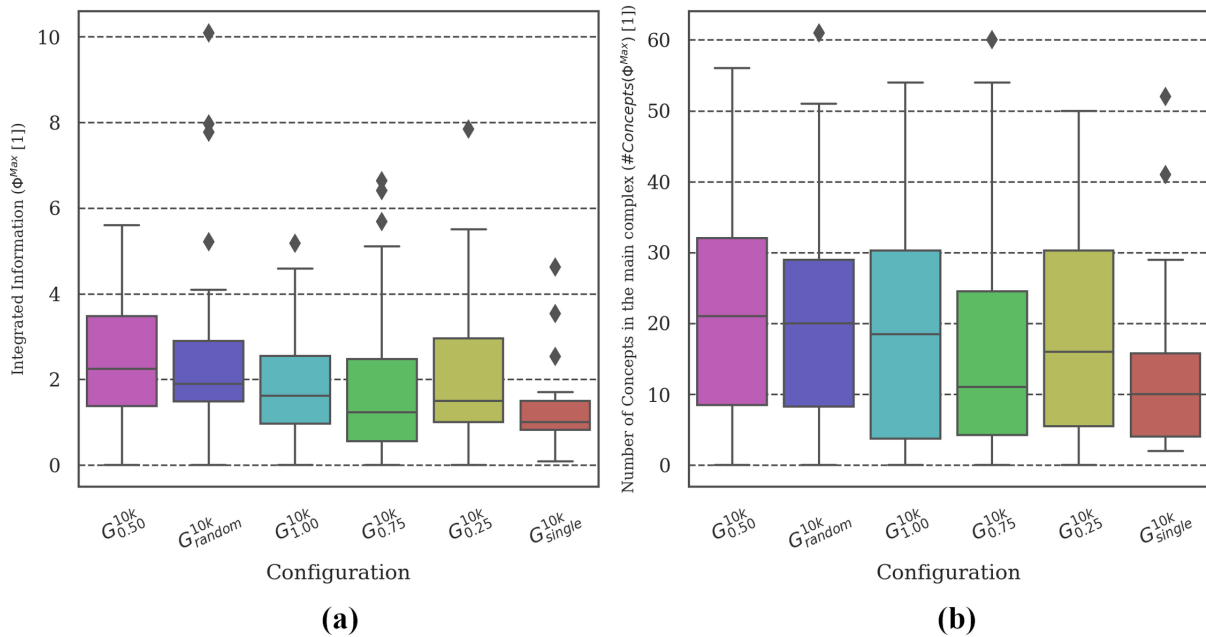 Integrated Information (Φ^Max [1])
10
8
6
4
2
0
G^10k_0.50
G^10k_random
G^10k_1.00
G^10k_0.75
G^10k_0.25
G^10k_single
Configuration
(a)
Number of Concepts in the main complex (#Concepts(Φ^Max) [1])
60
50
40
30
20
10
0
G^10k_0.50
G^10k_random
G^10k_1.00
G^10k_0.75
G^10k_0.25
G^10k_single
Configuration
(b)